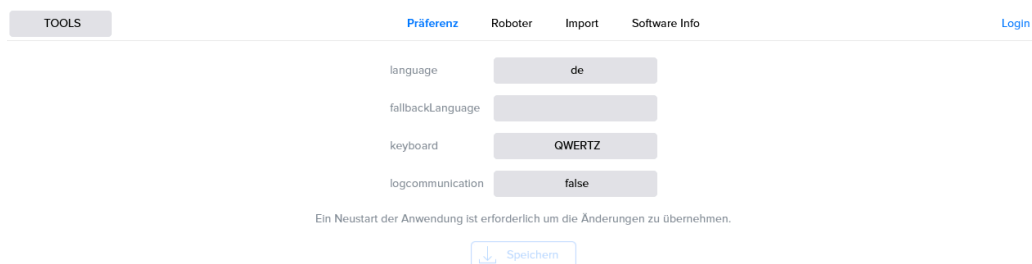 TOOLS Präferenz Roboter Import Software Info Login
language de
fallbackLanguage
keyboard QWERTZ
logcommunication false
Ein Neustart der Anwendung ist erforderlich um die Änderungen zu übernehmen.
Speichern